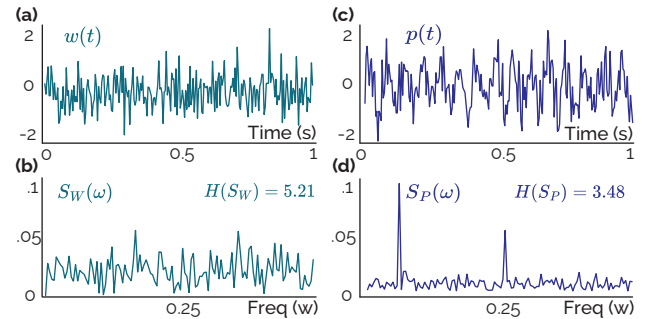 (a)
w(t)
2
0
-2
Time (s)
0
0.5
1
(c)
p(t)
2
0
-2
Time (s)
0
0.5
1
(b)
S_W(ω)
H(S_W) = 5.21
.1
.05
0
0.25
Freq (w)
(d)
S_P(ω)
H(S_P) = 3.48
.1
.05
0
0.25
Freq (w)